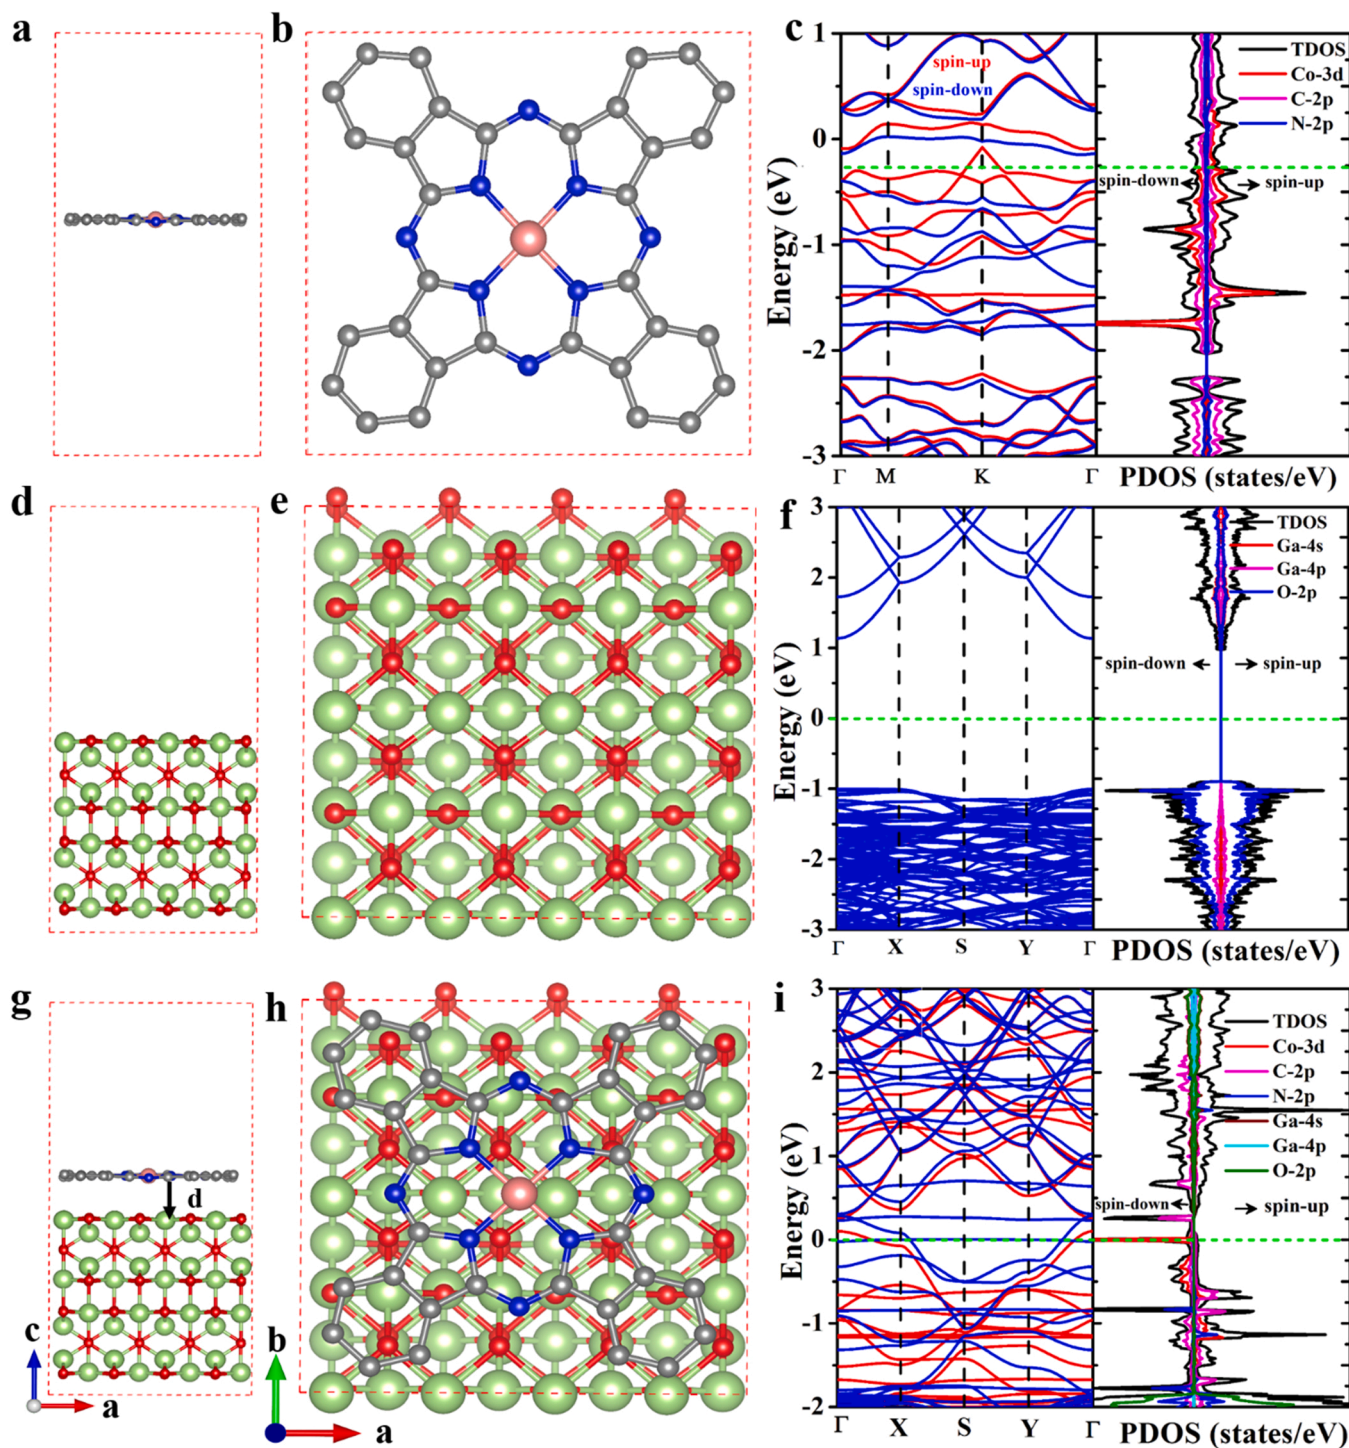 a
b
c
1
0
-1
-2
-3
Energy (eV)
spin-up
spin-down
TDOS
Co-3d
C-2p
N-2p
spin-down
spin-up
Γ M K Γ PDOS (states/eV)
d
e
f
3
2
1
0
-1
-2
-3
Energy (eV)
TDOS
Ga-4s
Ga-4p
O-2p
spin-down
spin-up
Γ X S Y Γ PDOS (states/eV)
g
d
c
a
h
b
a
i
3
2
1
0
-1
-2
Energy (eV)
TDOS
Co-3d
C-2p
N-2p
Ga-4s
Ga-4p
O-2p
spin-down
spin-up
Γ X S Y Γ PDOS (states/eV)